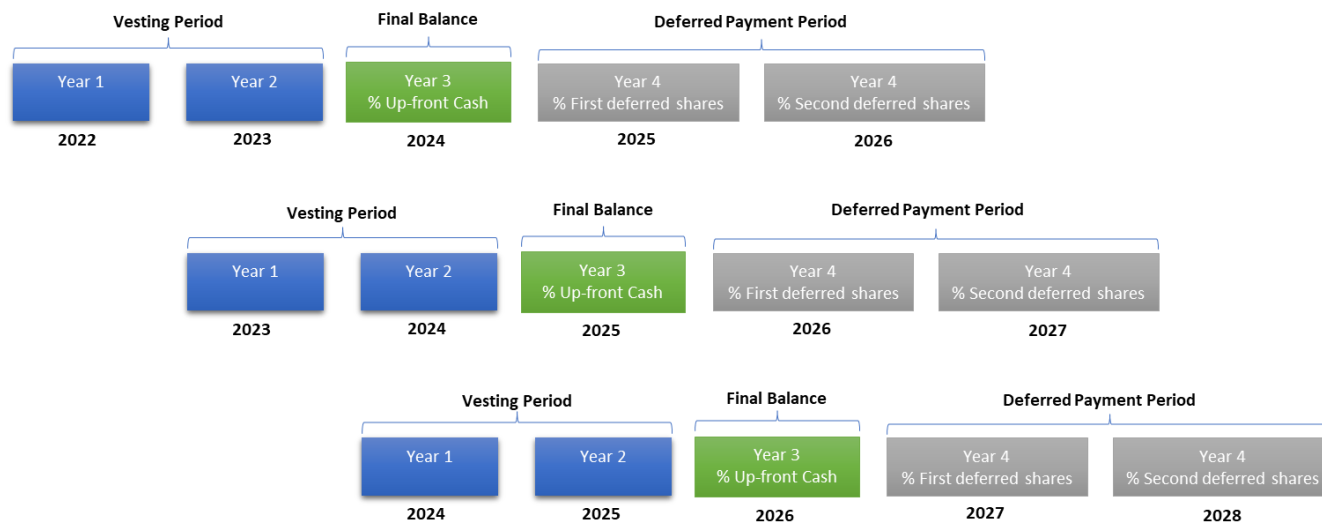 Vesting Period
Final Balance
Deferred Payment Period
Year 1
Year 2
Year 3
% Up-front Cash
Year 4
% First deferred shares
Year 4
% Second deferred shares
2022
2023
2024
2025
2026
Vesting Period
Final Balance
Deferred Payment Period
Year 1
Year 2
Year 3
% Up-front Cash
Year 4
% First deferred shares
Year 4
% Second deferred shares
2023
2024
2025
2026
2027
Vesting Period
Final Balance
Deferred Payment Period
Year 1
Year 2
Year 3
% Up-front Cash
Year 4
% First deferred shares
Year 4
% Second deferred shares
2024
2025
2026
2027
2028